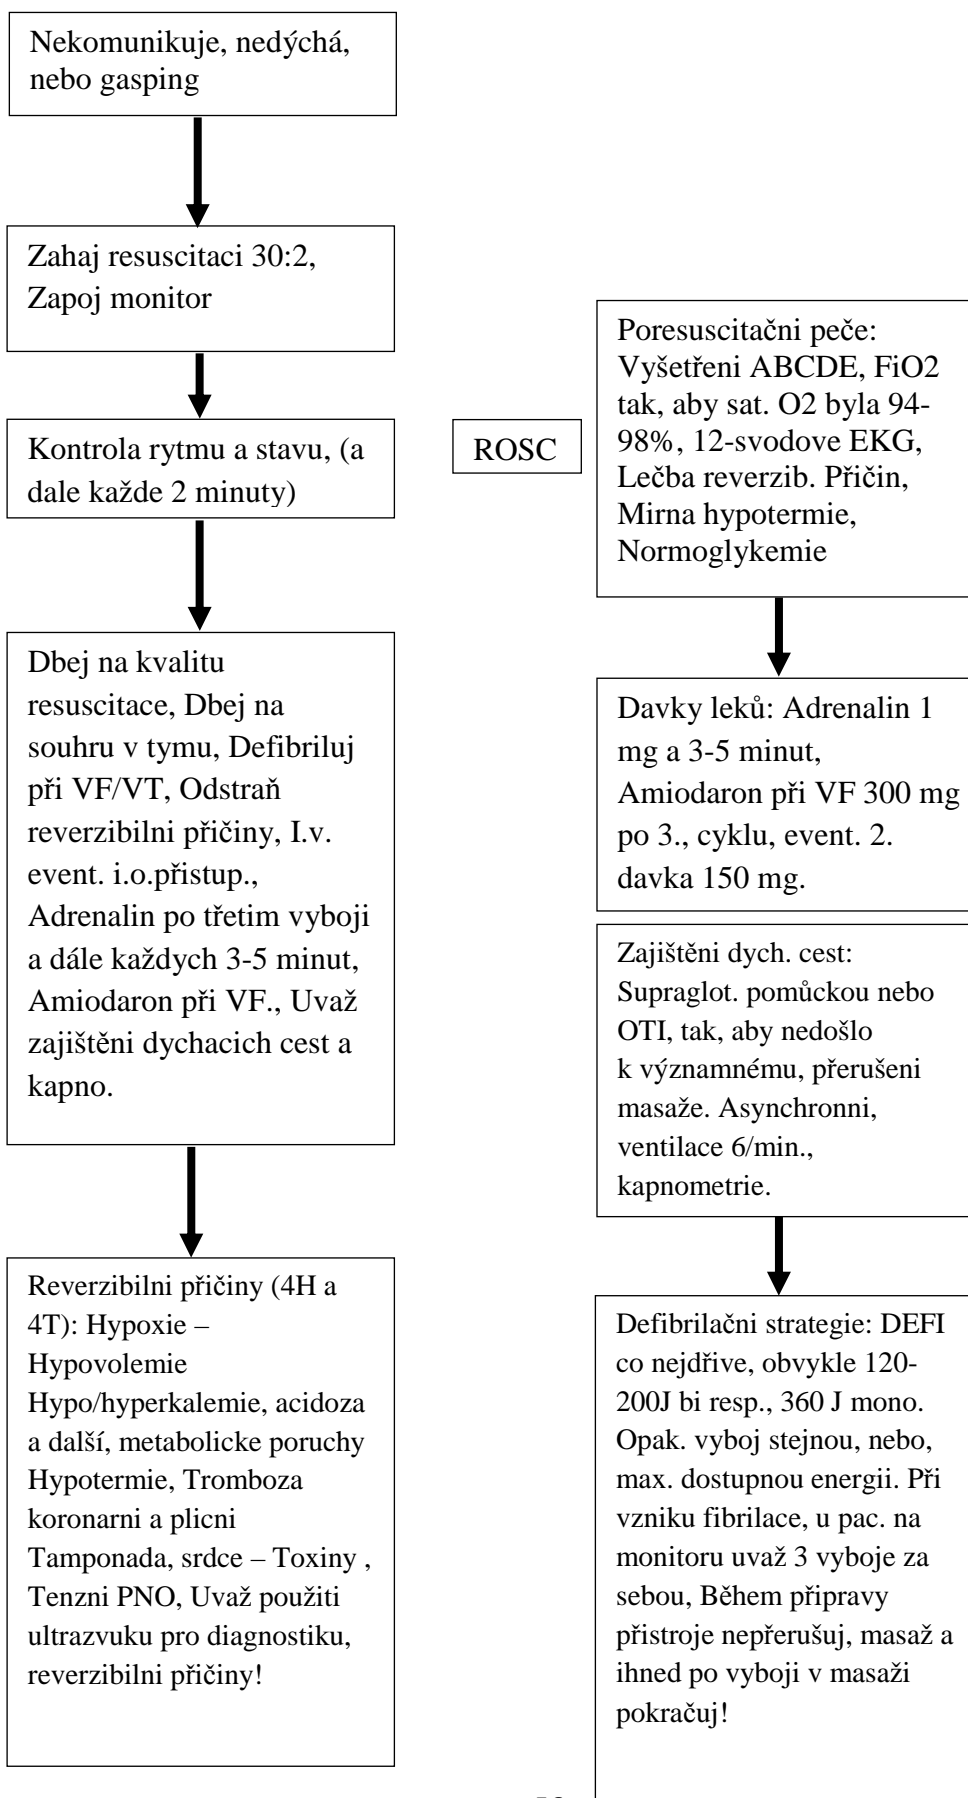 Nekomunikuje, nedýchá,
nebo gasping
Zahaj resuscitaci 30:2,
Zapoj monitor
Kontrola rytmu a stavu, (a
dale každe 2 minuty)
Dbej na kvalitu
resuscitace, Dbej na
souhru v tymu, Defibriluj
při VF/VT, Odstraň
reverzibilni přičiny, I.v.
event. i.o.přistup.,
Adrenalin po třetim vyboji
a dále každych 3-5 minut,
Amiodaron při VF., Uvaž
zajištěni dychacich cest a
kapno.
Reverzibilni přičiny (4H a
4T): Hypoxie –
Hypovolemie
Hypo/hyperkalemie, acidoza
a další, metabolicke poruchy
Hypotermie, Tromboza
koronarni a plicni
Tamponada, srdce – Toxiny ,
Tenzni PNO, Uvaž použiti
ultrazvuku pro diagnostiku,
reverzibilni přičiny!
ROSC
Poresuscitačni peče:
Vyšetřeni ABCDE, FiO2
tak, aby sat. O2 byla 94-
98%, 12-svodove EKG,
Lečba reverzib. Přičin,
Mirna hypotermie,
Normoglykemie
Davky leků: Adrenalin 1
mg a 3-5 minut,
Amiodaron při VF 300 mg
po 3., cyklu, event. 2.
davka 150 mg.
Zajištěni dych. cest:
Supraglot. pomůckou nebo
OTI, tak, aby nedošlo
k významnému, přerušeni
masaže. Asynchronni,
ventilace 6/min.,
kapnometrie.
Defibrilačni strategie: DEFI
co nejdřive, obvykle 120-
200J bi resp., 360 J mono.
Opak. vyboj stejnou, nebo,
max. dostupnou energii. Při
vzniku fibrilace, u pac. na
monitoru uvaž 3 vyboje za
sebou, Během připravy
přistroje nepřerušuj, masaž a
ihned po vyboji v masaži
pokračuj!